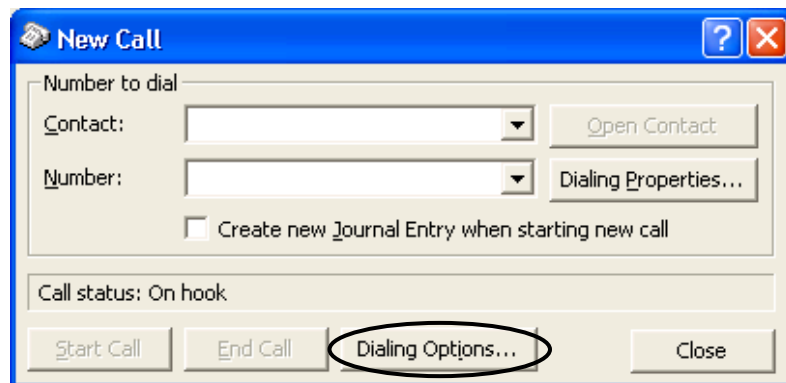 New Call
Number to dial
Contact:
Open Contact
Number:
Dialing Properties...
Create new Journal Entry when starting new call
Call status: On hook
Start Call End Call Dialing Options... Close